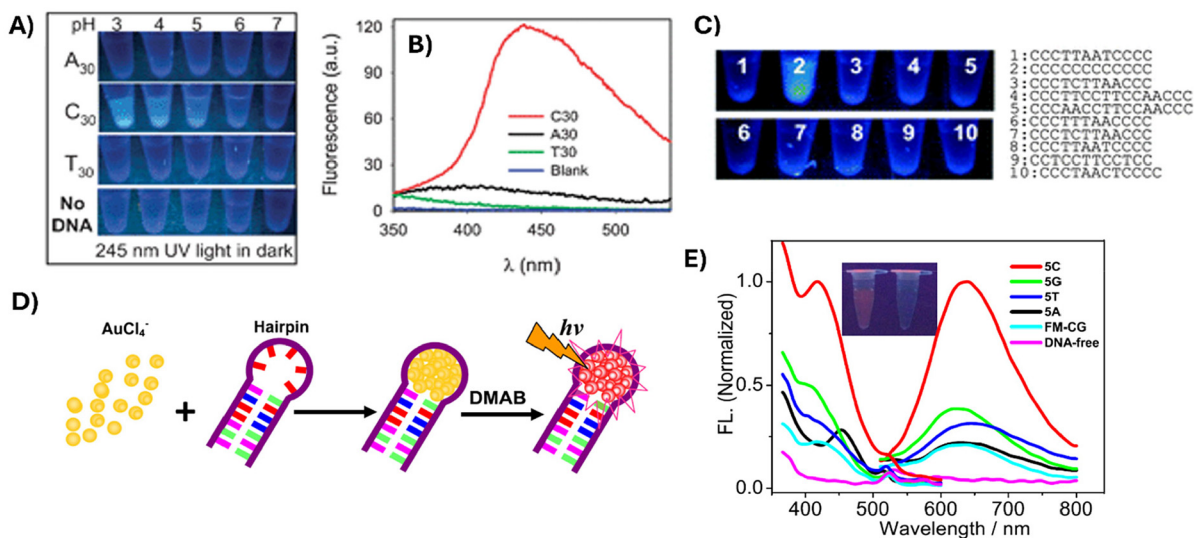 A)
pH 3 4 5 6 7
A30
C30
T30
No DNA
245 nm UV light in dark
B)
Fluorescence (a.u.)
120
90
60
30
0
C30
A30
T30
Blank
350 400 450 500
λ (nm)
C)
1 2 3 4 5
6 7 8 9 10
1:CCCTTAATCCCC
2:CCCCCCCCCCCC
3:CCCTCTTAACCC
4:CCCTTCCTTCCAACCC
5:CCCAACCTTCCAACCC
6:CCCTTTAACCCC
7:CCCTCTTAACCC
8:CCCTTAATCCCC
9:CCTCCTTCCTCC
10:CCCTAACTCCCC
D)
AuCl4-
Hairpin
+
DMAB
hv
E)
FL. (Normalized)
1.0
0.5
0.0
5C
5G
5T
5A
FM-CG
DNA-free
400 500 600 700 800
Wavelength / nm